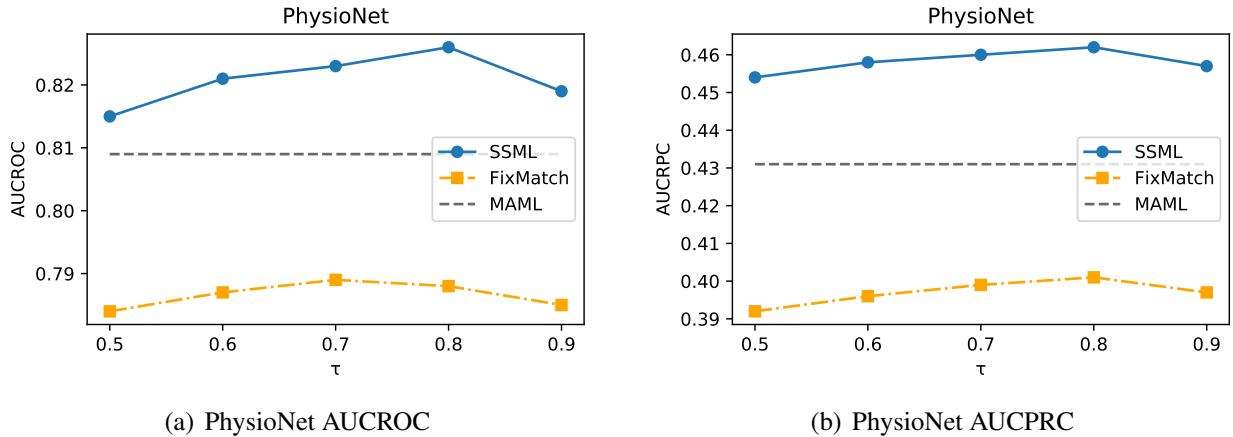 PhysioNet
0.82
0.81
0.80
0.79
AUCROC
SSML
FixMatch
MAML
0.5 0.6 0.7 0.8 0.9
τ
(a) PhysioNet AUCROC
PhysioNet
0.46
0.45
0.44
0.43
0.42
0.41
0.40
0.39
AUCRPC
SSML
FixMatch
MAML
0.5 0.6 0.7 0.8 0.9
τ
(b) PhysioNet AUCPRC